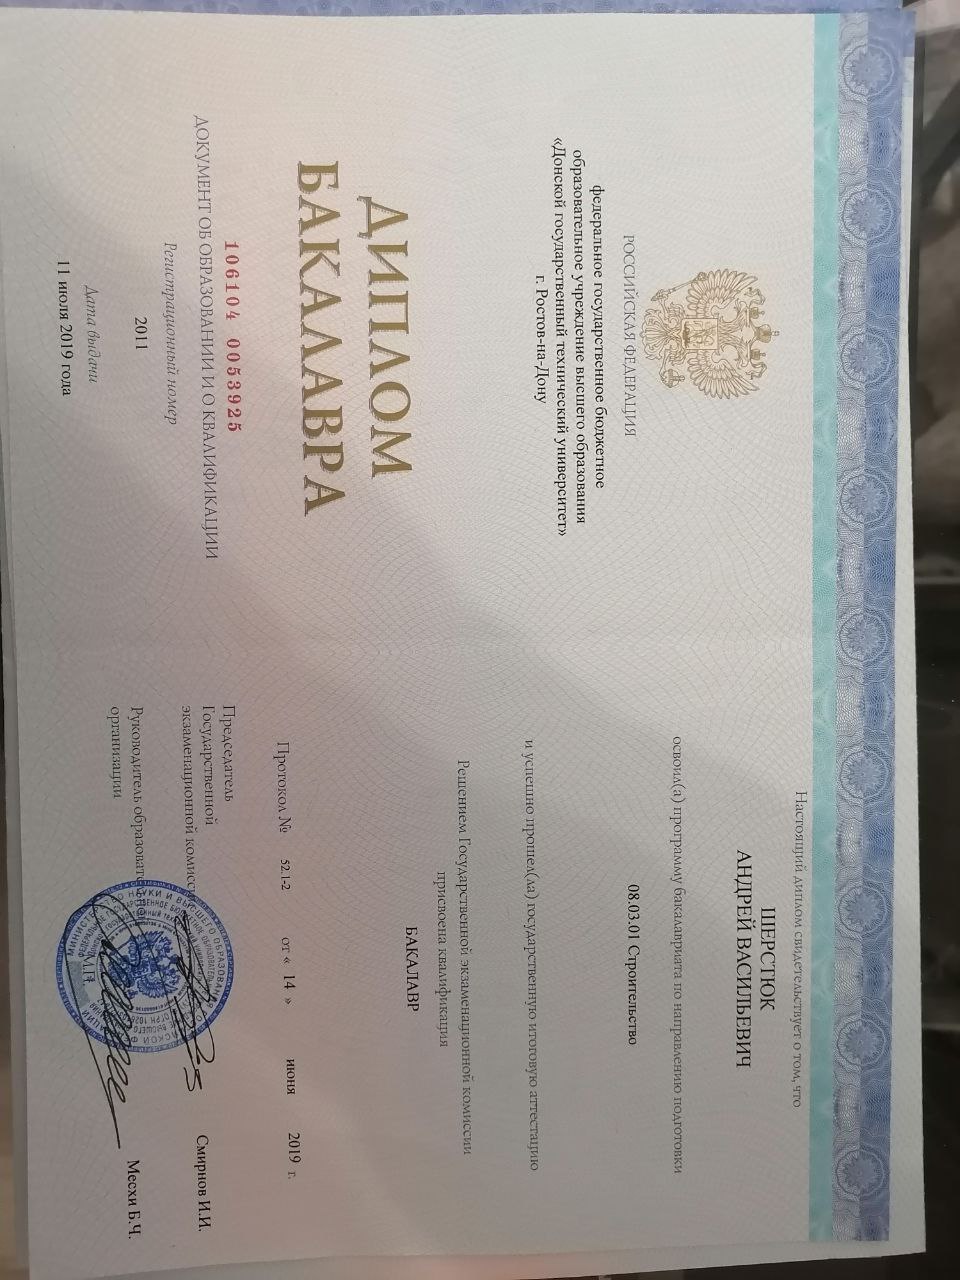 РОССИЙСКАЯ ФЕДЕРАЦИЯ
федеральное государственное бюджетное
образовательное учреждение высшего образования
«Донской государственный технический университет»
г. Ростов-на-Дону
ДИПЛОМ
БАКАЛАВРА
106104 0053925
ДОКУМЕНТ ОБ ОБРАЗОВАНИИ И О КВАЛИФИКАЦИИ
Регистрационный номер
2011
Дата выдачи
11 июля 2019 года
Настоящий диплом свидетельствует о том, что
ШЕРСТЮК
АНДРЕЙ ВАСИЛЬЕВИЧ
освоил(а) программу бакалавриата по направлению подготовки
08.03.01 Строительство
и успешно прошел(ла) государственную итоговую аттестацию
Решением Государственной экзаменационной комиссии
присвоена квалификация
БАКАЛАВР
Протокол № 52.1-2 от « 14 » июня 2019 г.
Председатель
Государственной
экзаменационной комисс
Смирнов И.И.
Руководитель образоват
организации
Месхи Б.Ч.
М.П.